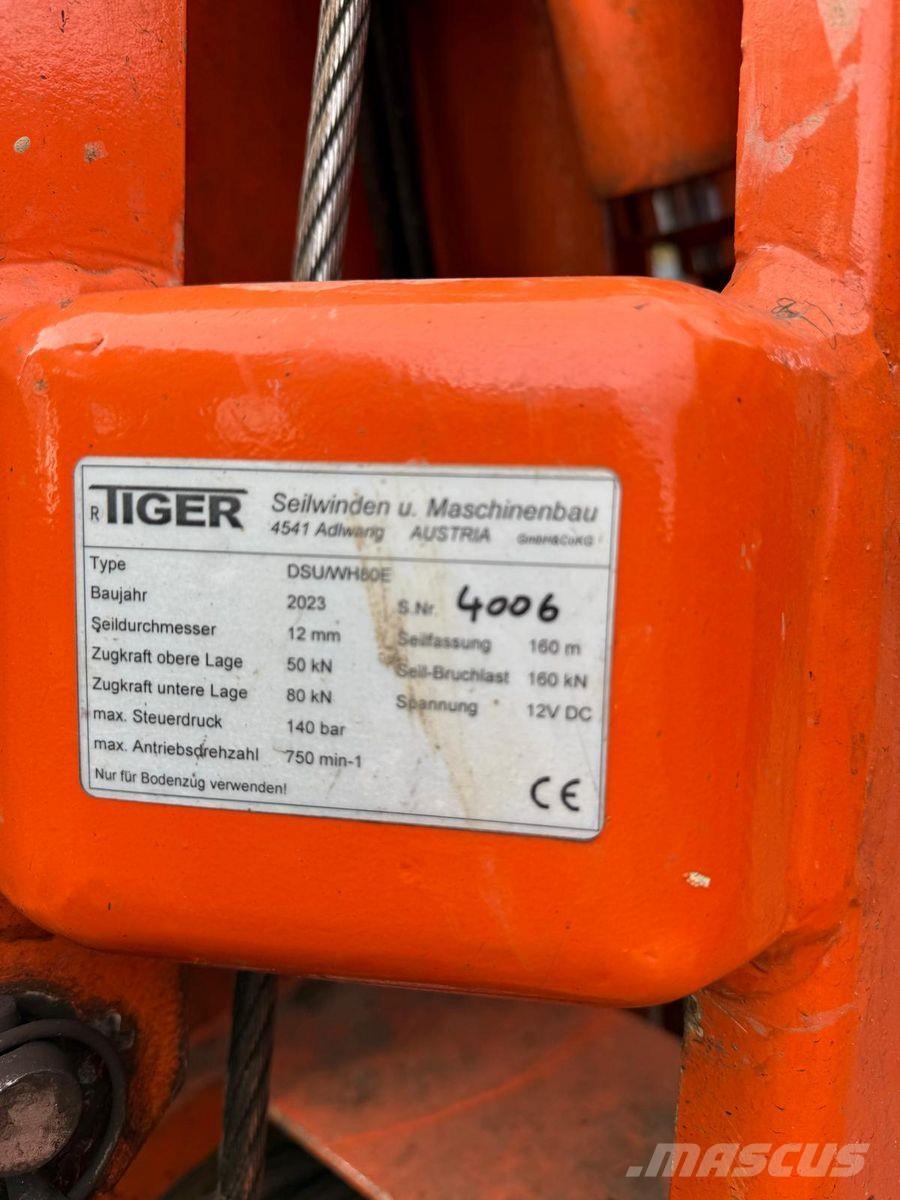 R TIGER Seilwinden u. Maschinenbau
4541 Adlwang AUSTRIA GmbH&CoKG
Type DSU/WH80E
Baujahr 2023 S.Nr. 4006
Seildurchmesser 12 mm Seilfassung 160 m
Zugkraft obere Lage 50 kN Seil-Bruchlast 160 kN
Zugkraft untere Lage 80 kN Spannung 12V DC
max. Steuerdruck 140 bar
max. Antriebsdrehzahl 750 min-1
Nur für Bodenzug verwenden! CE
MASCUS